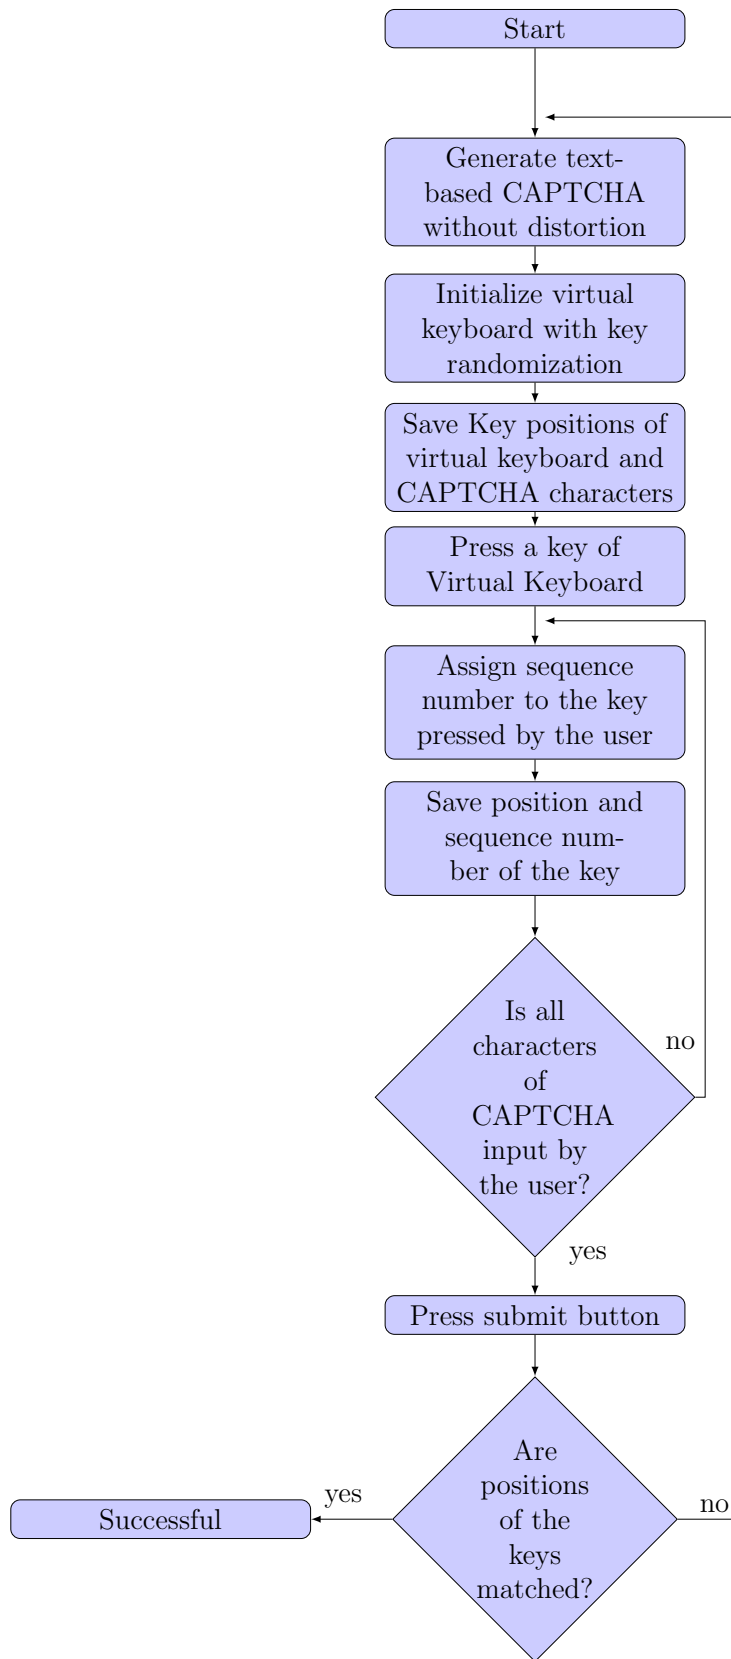 Start
Generate text-
based CAPTCHA
without distortion
Initialize virtual
keyboard with key
randomization
Save Key positions of
virtual keyboard and
CAPTCHA characters
Press a key of
Virtual Keyboard
Assign sequence
number to the key
pressed by the user
Save position and
sequence num-
ber of the key
Is all
characters
of
CAPTCHA
input by
the user?
no
yes
Press submit button
Are
positions
of the
keys
matched?
yes
no
Successful